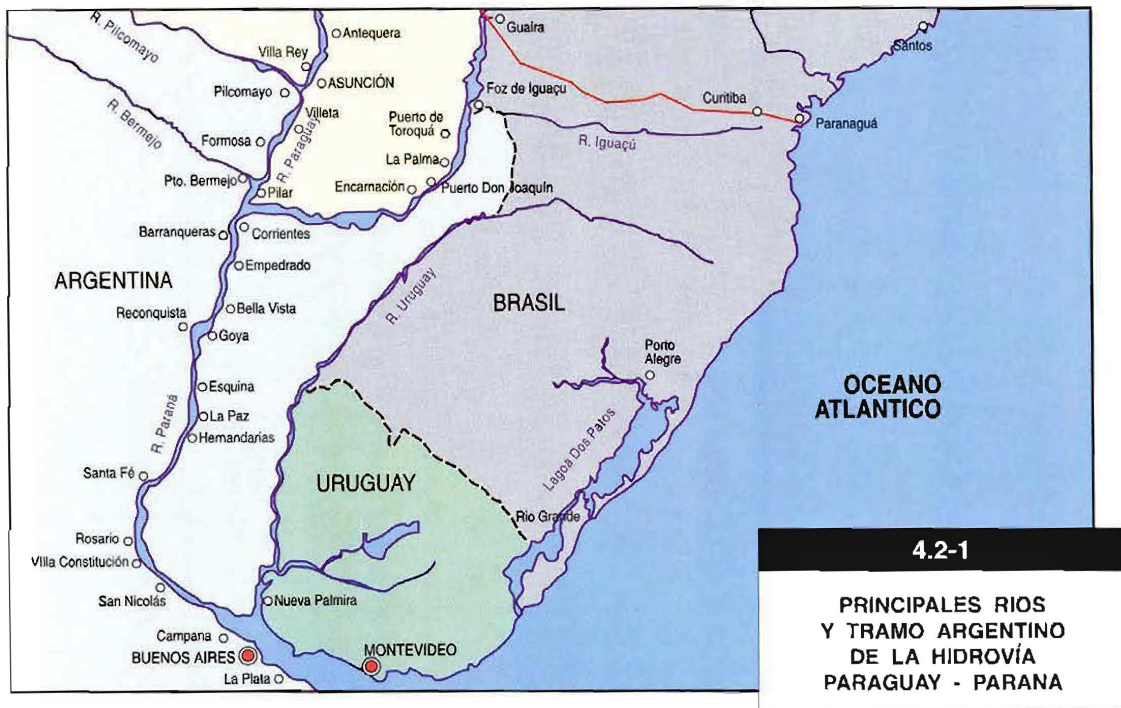 R. Pilcomayo
Antequera
Guaíra
Santos
Villa Rey
Pilcomayo
ASUNCIÓN
Foz de Iguaçu
Curitiba
Paranaguá
R. Bermejo
Villeta
Puerto de
Toroquá
Formosa
R. Paraguay
La Palma
R. Iguaçú
Pto. Bermejo
Pilar
Encarnación
Puerto Don Joaquín
Barranqueras
Corrientes
Empedrado
ARGENTINA
R. Uruguay
BRASIL
Reconquista
Bella Vista
Goya
Porto
Alegre
Esquina
OCEANO
ATLANTICO
R. Paraná
La Paz
Hernandarias
Lagoa Dos Patos
Santa Fé
URUGUAY
Rio Grande
Rosario
Villa Constitución
San Nicolás
Nueva Palmira
Campana
BUENOS AIRES
MONTEVIDEO
La Plata
4.2-1
PRINCIPALES RIOS
Y TRAMO ARGENTINO
DE LA HIDROVÍA
PARAGUAY - PARANA